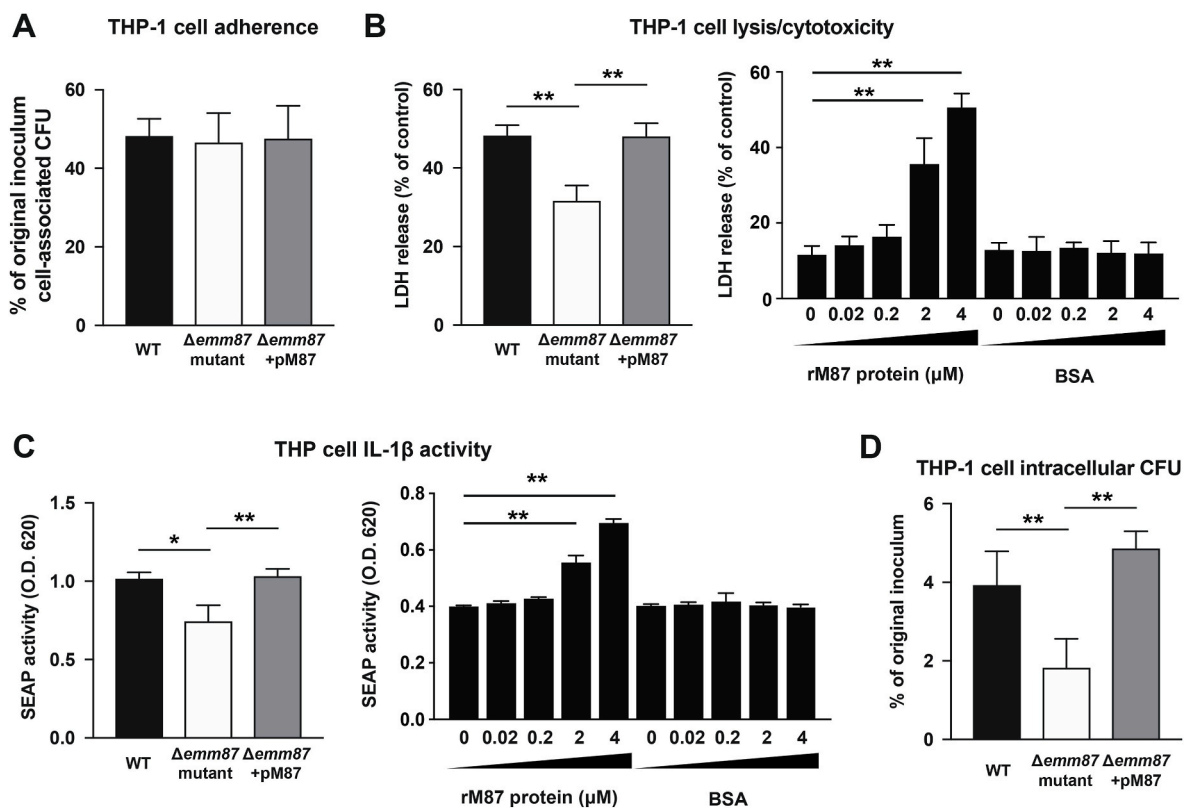 A
THP-1 cell adherence
% of original inoculum
cell-associated CFU
60
40
20
0
WT
Δemm87
mutant
Δemm87
+pM87
B
THP-1 cell lysis/cytotoxicity
LDH release (% of control)
60
40
20
0
**
**
WT
Δemm87
mutant
Δemm87
+pM87
LDH release (% of control)
60
40
20
0
**
**
0 0.02 0.2 2 4 0 0.02 0.2 2 4
rM87 protein (μM) BSA
C
THP cell IL-1β activity
SEAP activity (O.D. 620)
1.5
1.0
0.5
0.0
*
**
WT
Δemm87
mutant
Δemm87
+pM87
SEAP activity (O.D. 620)
0.8
0.6
0.4
0.2
0.0
**
**
0 0.02 0.2 2 4 0 0.02 0.2 2 4
rM87 protein (μM) BSA
D
THP-1 cell intracellular CFU
% of original inoculum
6
4
2
0
**
**
WT
Δemm87
mutant
Δemm87
+pM87